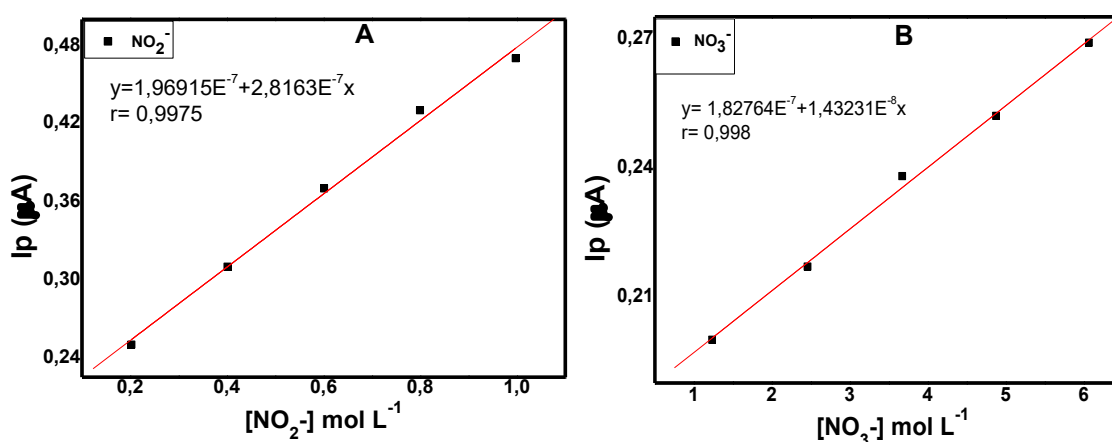 NO₂⁻
A
y=1,96915E⁻⁷+2,8163E⁻⁷x
r= 0,9975
0,48
0,42
0,36
0,30
0,24
Ip (µA)
0,2 0,4 0,6 0,8 1,0
[NO₂-] mol L⁻¹
NO₃⁻
B
y= 1,82764E⁻⁷+1,43231E⁻⁸x
r= 0,998
0,27
0,24
0,21
Ip (µA)
1 2 3 4 5 6
[NO₃-] mol L⁻¹